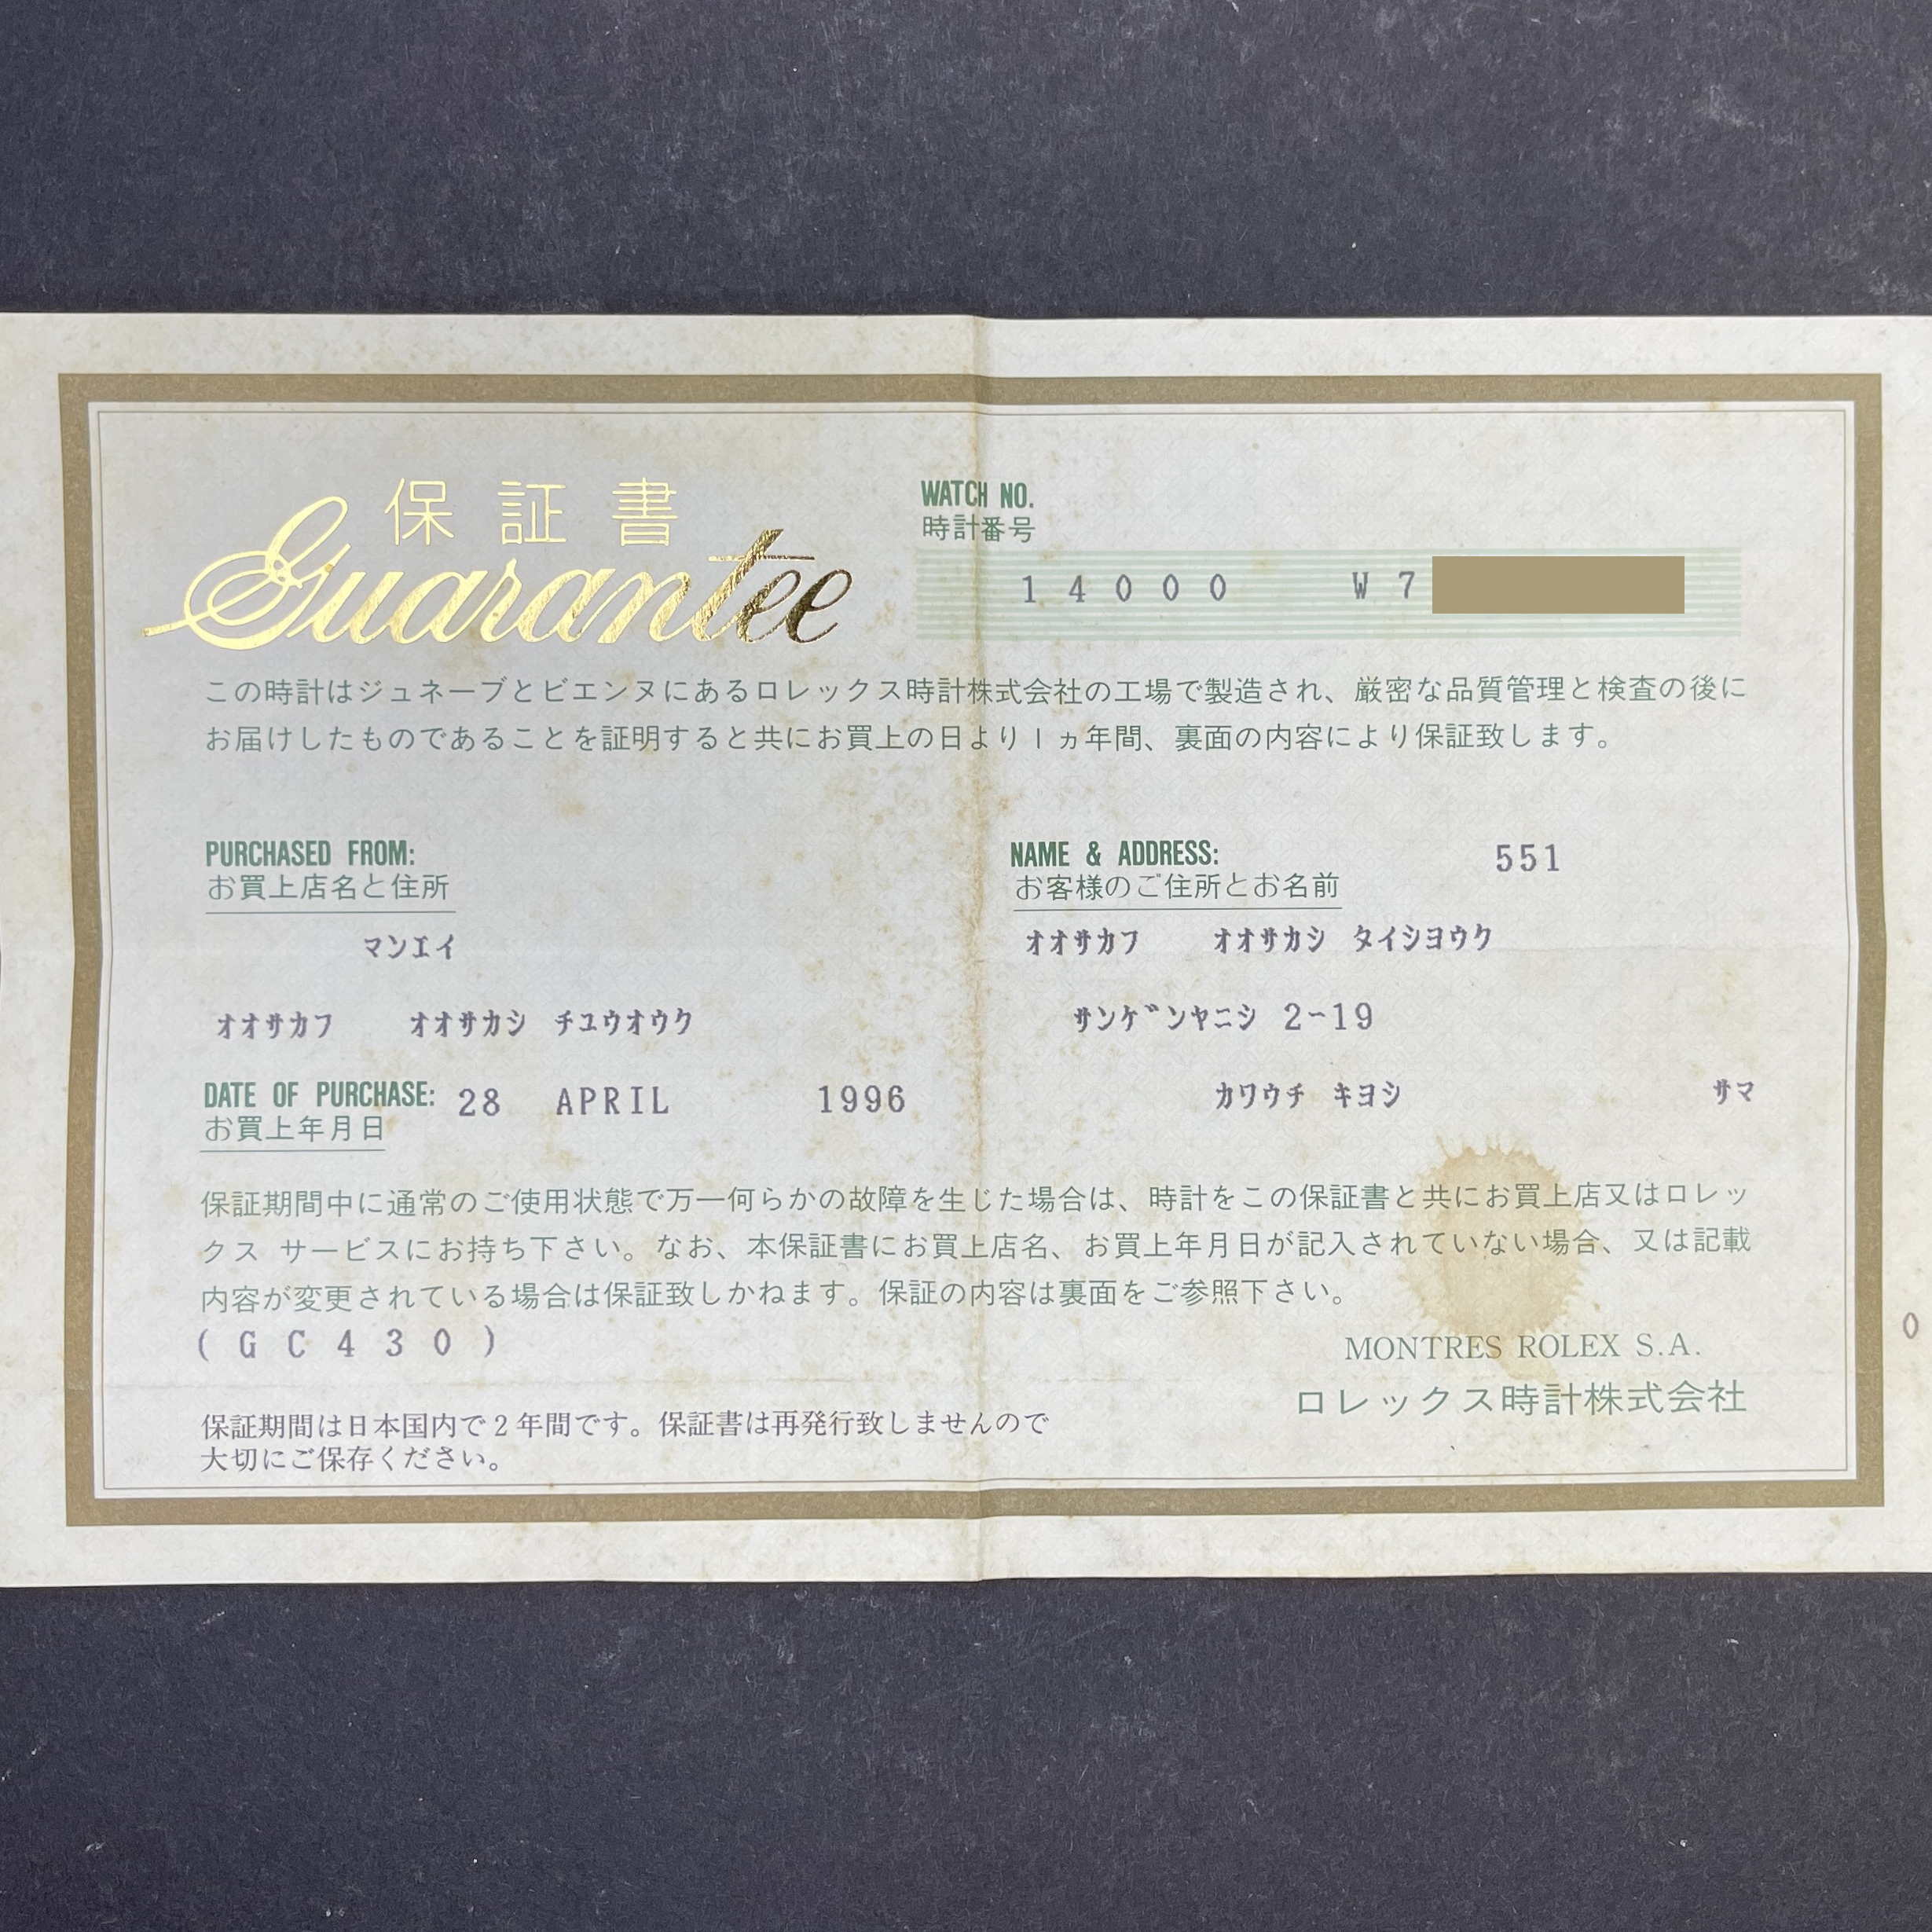 保証書
Guarantee
WATCH NO.
時計番号
14000 W7
この時計はジュネーブとビエンヌにあるロレックス時計株式会社の工場で製造され、厳密な品質管理と検査の後に
お届けしたものであることを証明すると共にお買上の日より1ヵ年間、裏面の内容により保証致します。
PURCHASED FROM:
お買上店名と住所
マンエイ
オオサカフ オオサカシ チユウオウク
DATE OF PURCHASE: 28 APRIL 1996
お買上年月日
NAME & ADDRESS: 551
お客様のご住所とお名前
オオサカフ オオサカシ タイシヨウク
サンゲンヤニシ 2-19
カワウチ キヨシ サマ
保証期間中に通常のご使用状態で万一何らかの故障を生じた場合は、時計をこの保証書と共にお買上店又はロレッ
クス サービスにお持ち下さい。なお、本保証書にお買上店名、お買上年月日が記入されていない場合、又は記載
内容が変更されている場合は保証致しかねます。保証の内容は裏面をご参照下さい。
(GC430)
MONTRES ROLEX S.A.
ロレックス時計株式会社
保証期間は日本国内で2年間です。保証書は再発行致しませんので
大切にご保存ください。
0